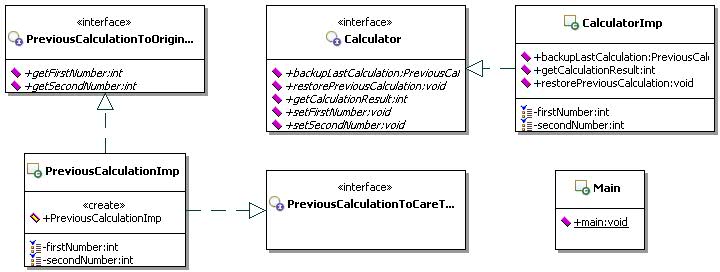 «interface»
PreviousCalculationToOrigin...
+getFirstNumber:int
+getSecondNumber:int
«interface»
Calculator
+backupLastCalculation:PreviousCa
+restorePreviousCalculation:void
+getCalculationResult:int
+setFirstNumber:void
+setSecondNumber:void
CalculatorImp
+backupLastCalculation:PreviousCal
+getCalculationResult:int
+restorePreviousCalculation:void
-firstNumber:int
-secondNumber:int
PreviousCalculationImp
«create»
+PreviousCalculationImp
-firstNumber:int
-secondNumber:int
«interface»
PreviousCalculationToCareT...
Main
+main:void